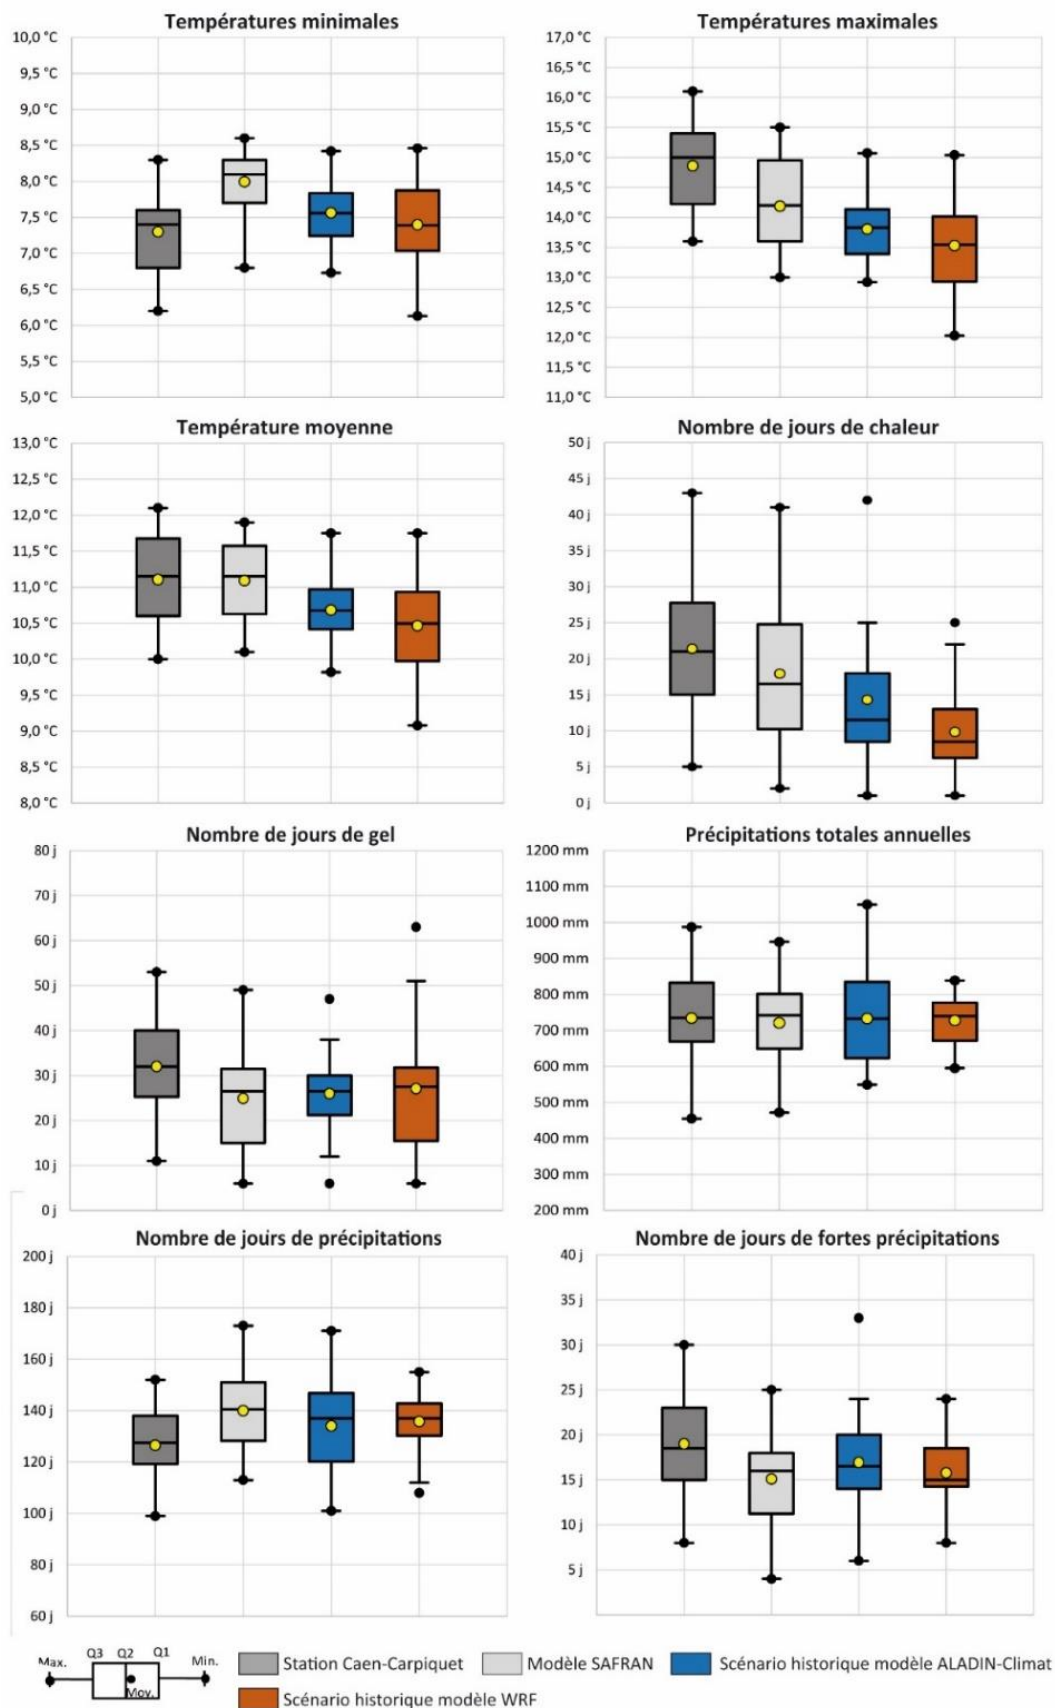 Températures minimales
10,0 °C
9,5 °C
9,0 °C
8,5 °C
8,0 °C
7,5 °C
7,0 °C
6,5 °C
6,0 °C
5,5 °C
5,0 °C
Températures maximales
17,0 °C
16,5 °C
16,0 °C
15,5 °C
15,0 °C
14,5 °C
14,0 °C
13,5 °C
13,0 °C
12,5 °C
12,0 °C
11,5 °C
11,0 °C
Température moyenne
13,0 °C
12,5 °C
12,0 °C
11,5 °C
11,0 °C
10,5 °C
10,0 °C
9,5 °C
9,0 °C
8,5 °C
8,0 °C
Nombre de jours de chaleur
50 j
45 j
40 j
35 j
30 j
25 j
20 j
15 j
10 j
5 j
0 j
Nombre de jours de gel
80 j
70 j
60 j
50 j
40 j
30 j
20 j
10 j
0 j
Précipitations totales annuelles
1200 mm
1100 mm
1000 mm
900 mm
800 mm
700 mm
600 mm
500 mm
400 mm
300 mm
200 mm
Nombre de jours de précipitations
200 j
180 j
160 j
140 j
120 j
100 j
80 j
60 j
Nombre de jours de fortes précipitations
40 j
35 j
30 j
25 j
20 j
15 j
10 j
5 j
Max. Q3 Q2 Q1 Min.
Moy.
Station Caen-Carpiquet Modèle SAFRAN Scénario historique modèle ALADIN-Climat
Scénario historique modèle WRF